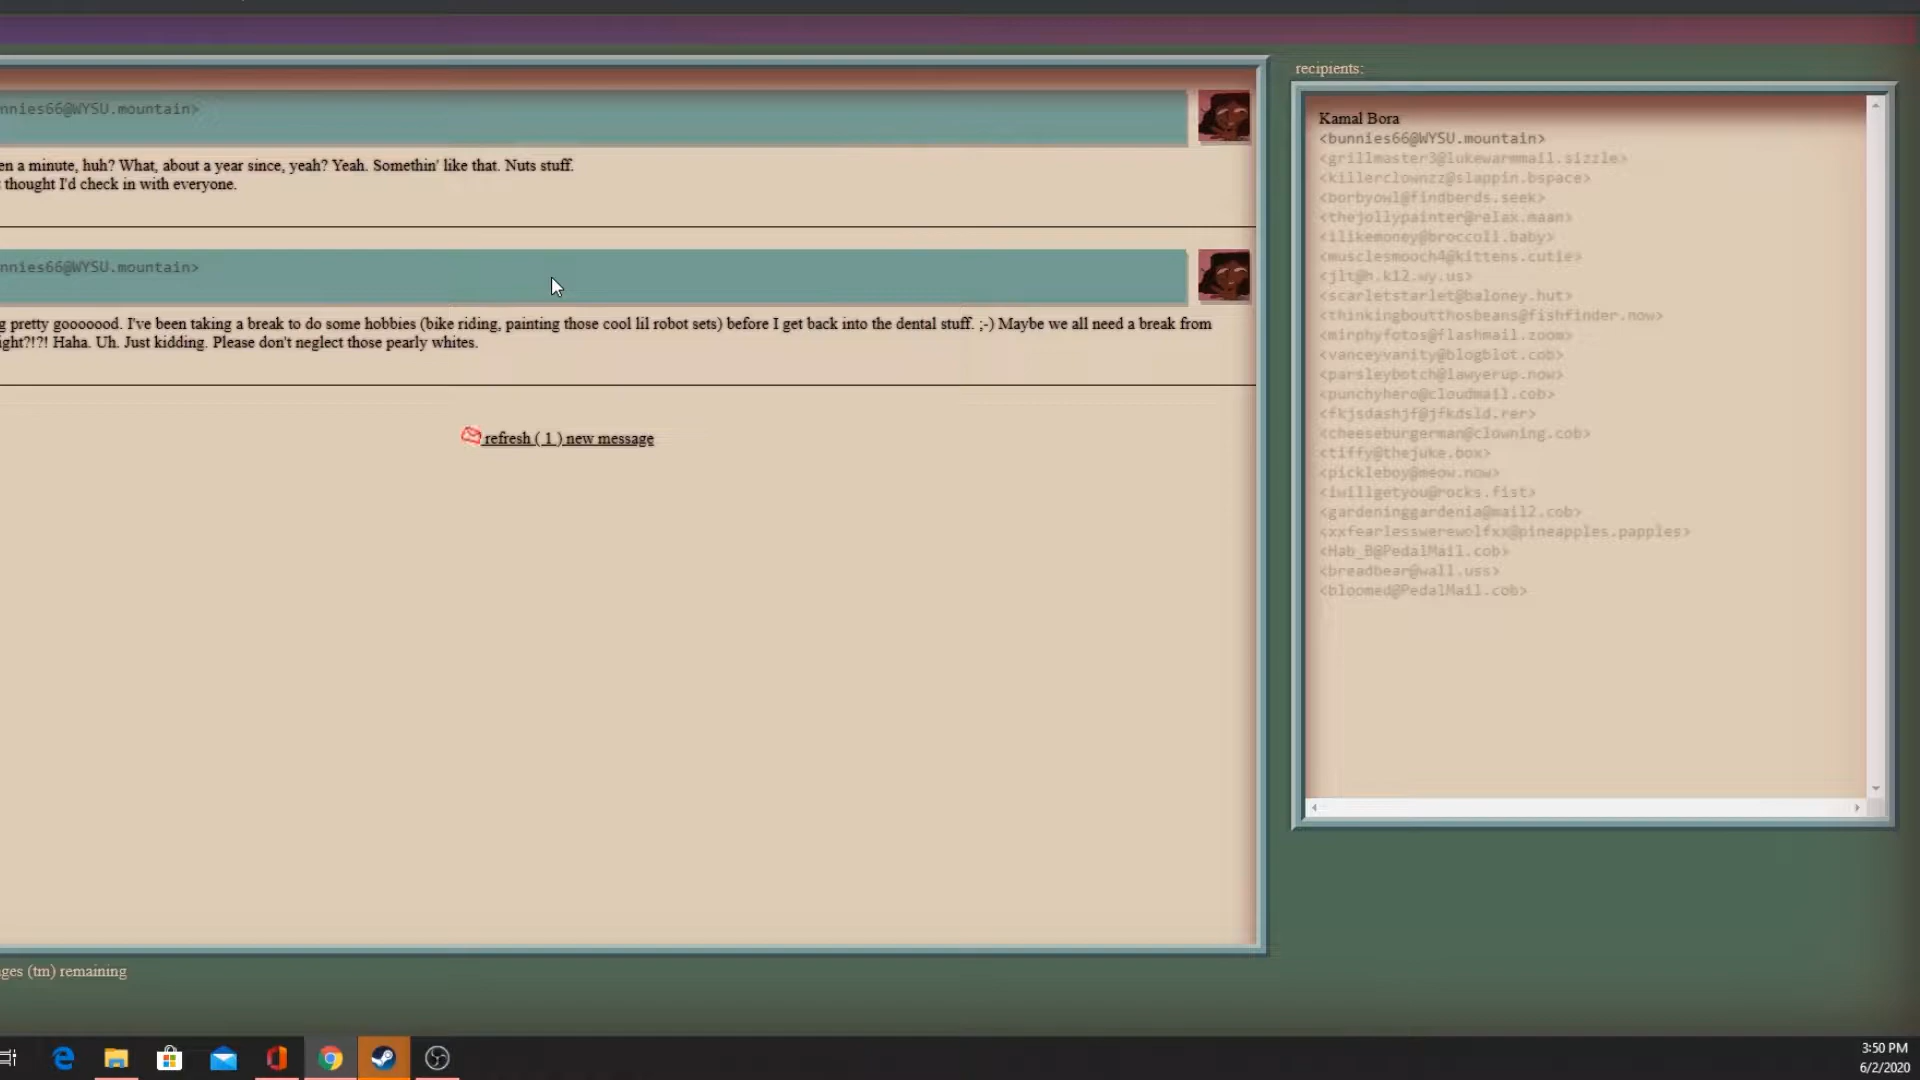 recipients:
nnies66@WYSU.mountain>
en a minute, huh? What, about a year since, yeah? Yeah. Somethin' like that. Nuts stuff.
thought I'd check in with everyone.
nnies66@WYSU.mountain>
g pretty gooooood. I've been taking a break to do some hobbies (bike riding, painting those cool lil robot sets) before I get back into the dental stuff. ;-) Maybe we all need a break from
ight?!?! Haha. Uh. Just kidding. Please don't neglect those pearly whites.
refresh ( 1 ) new message
Kamal Bora
<bunnies66@WYSU.mountain>
<grillmaster3@lukewarmmail.sizzle>
<killerclownzz@slappin.bspace>
<borbyowl@findberds.seek>
<thejollypainter@relax.maan>
<ilikemoney@broccoli.baby>
<musclesmooch4@kittens.cutie>
<jlt@h.k12.wy.us>
<scarletstarlet@baloney.hut>
<thinkingboutthosbeans@fishfinder.now>
<mirphyfotos@flashmail.zoom>
<vanceyvanity@blogblot.cob>
<parsleybotch@lawyerup.now>
<punchyhero@cloudmail.cob>
<fkjsdashjf@jfkdsld.rer>
<cheeseburgerman@clowning.cob>
<tiffy@thejuke.box>
<pickleboy@meow.now>
<iwillgetyou@rocks.fist>
<gardeninggardenia@mail2.cob>
<xxfearlesswerewolfxx@pineapples.papples>
<Hab_B@PedalMail.cob>
<breadbear@wall.uss>
<bloomed@PedalMail.cob>
ges (tm) remaining
3:50 PM
6/2/2020